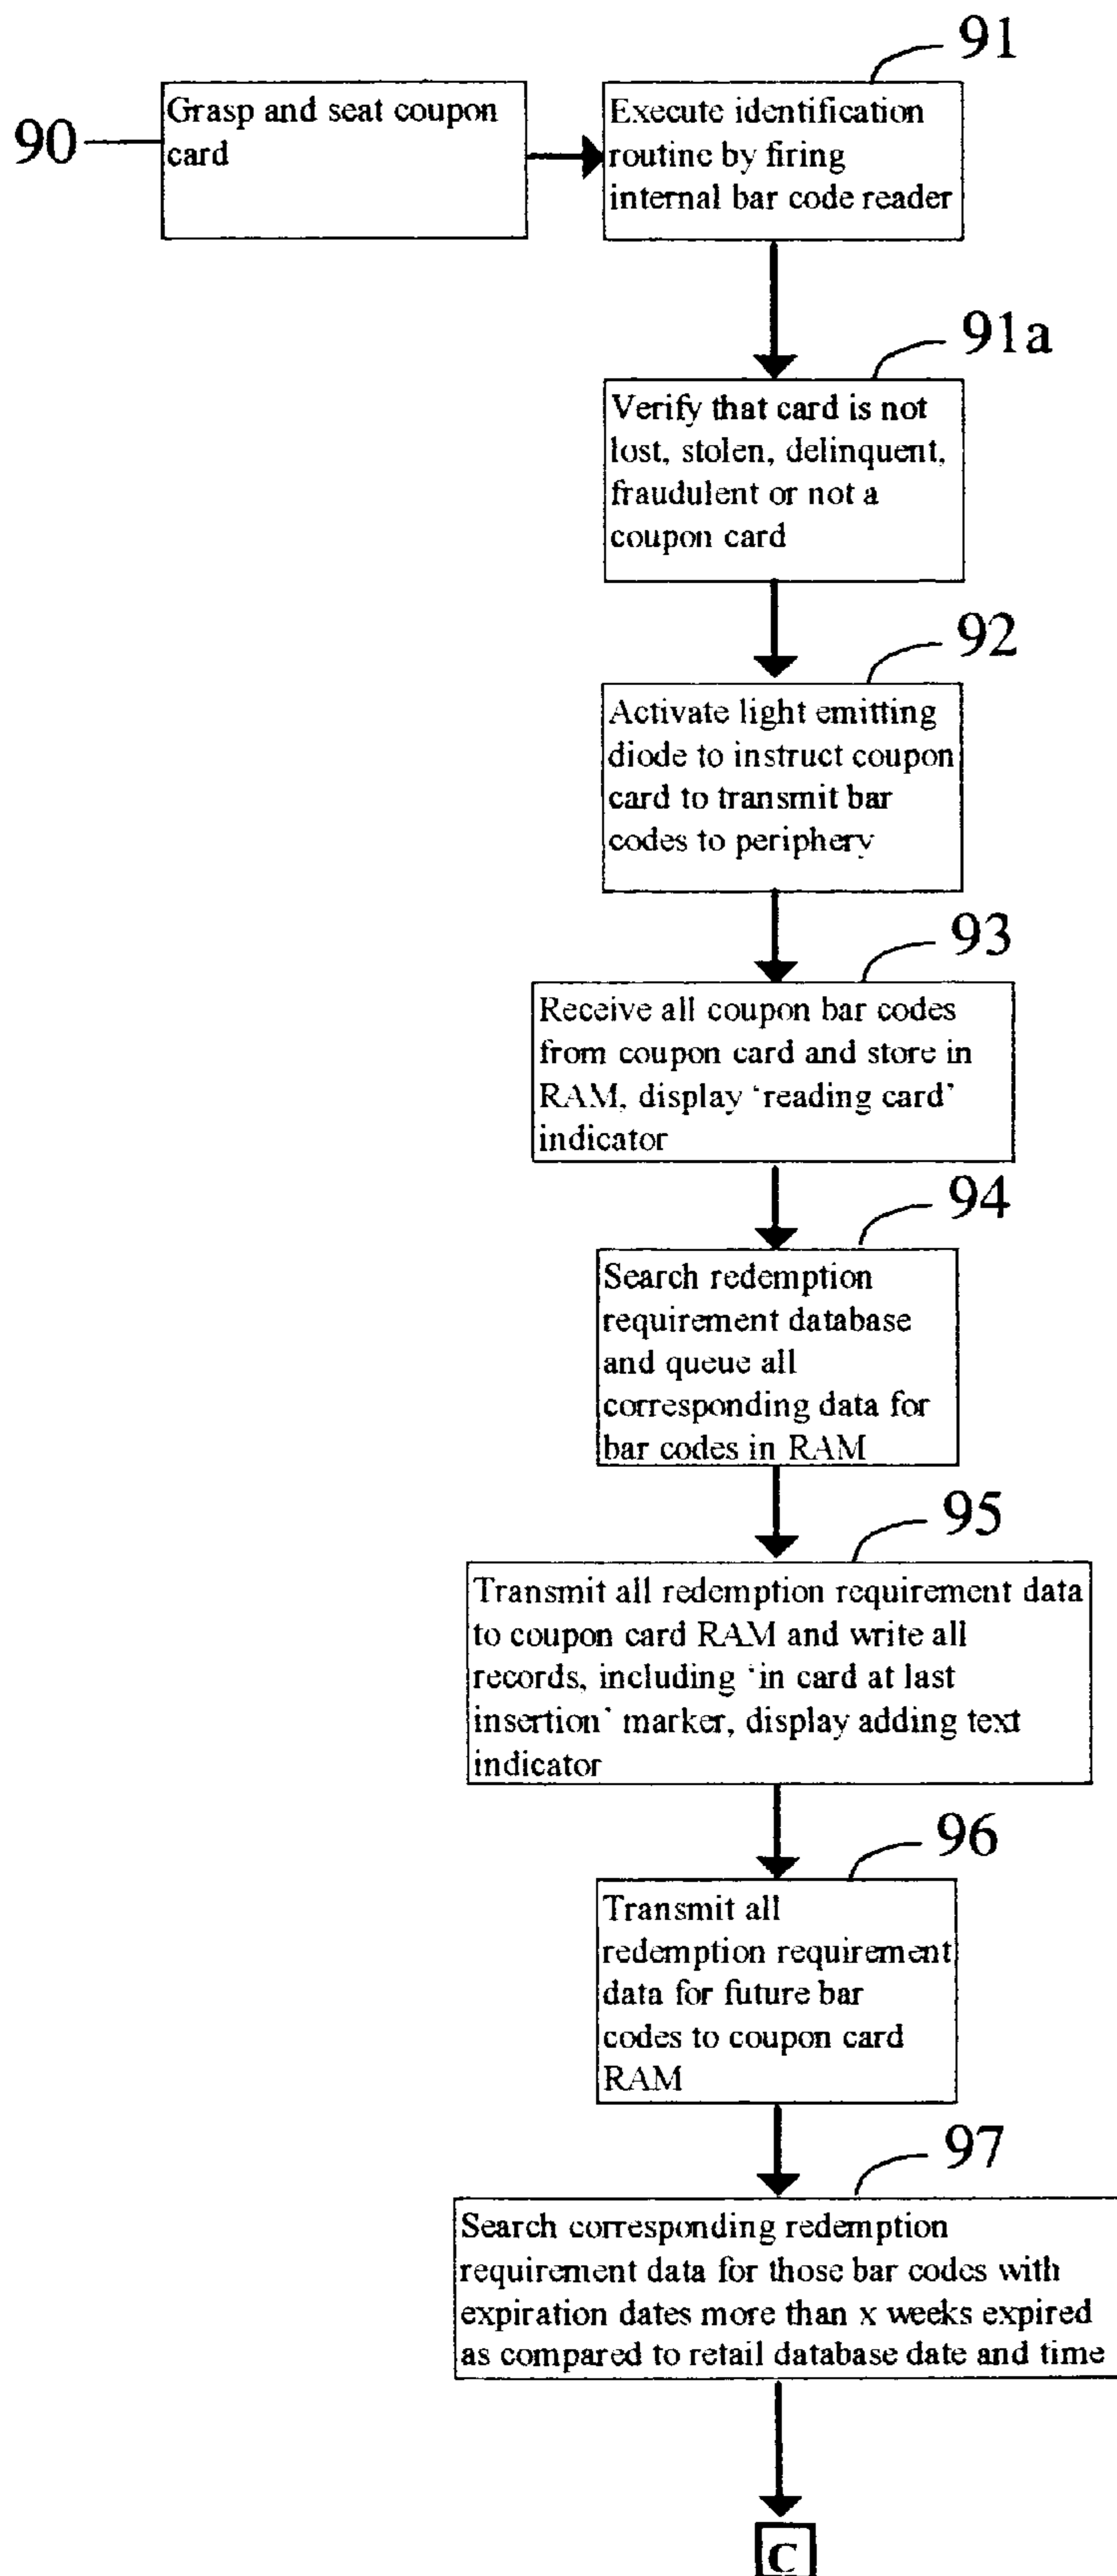 91
90
Grasp and seat coupon
card
Execute identification
routine by firing
internal bar code reader
91a
Verify that card is not
lost, stolen, delinquent,
fraudulent or not a
coupon card
92
Activate light emitting
diode to instruct coupon
card to transmit bar
codes to periphery
93
Receive all coupon bar codes
from coupon card and store in
RAM, display ‘reading card’
indicator
94
Search redemption
requirement database
and queue all
corresponding data for
bar codes in RAM
95
Transmit all redemption requirement data
to coupon card RAM and write all
records, including ‘in card at last
insertion’ marker, display adding text
indicator
96
Transmit all
redemption requirement
data for future bar
codes to coupon card
RAM
97
Search corresponding redemption
requirement data for those bar codes with
expiration dates more than x weeks expired
as compared to retail database date and time
C